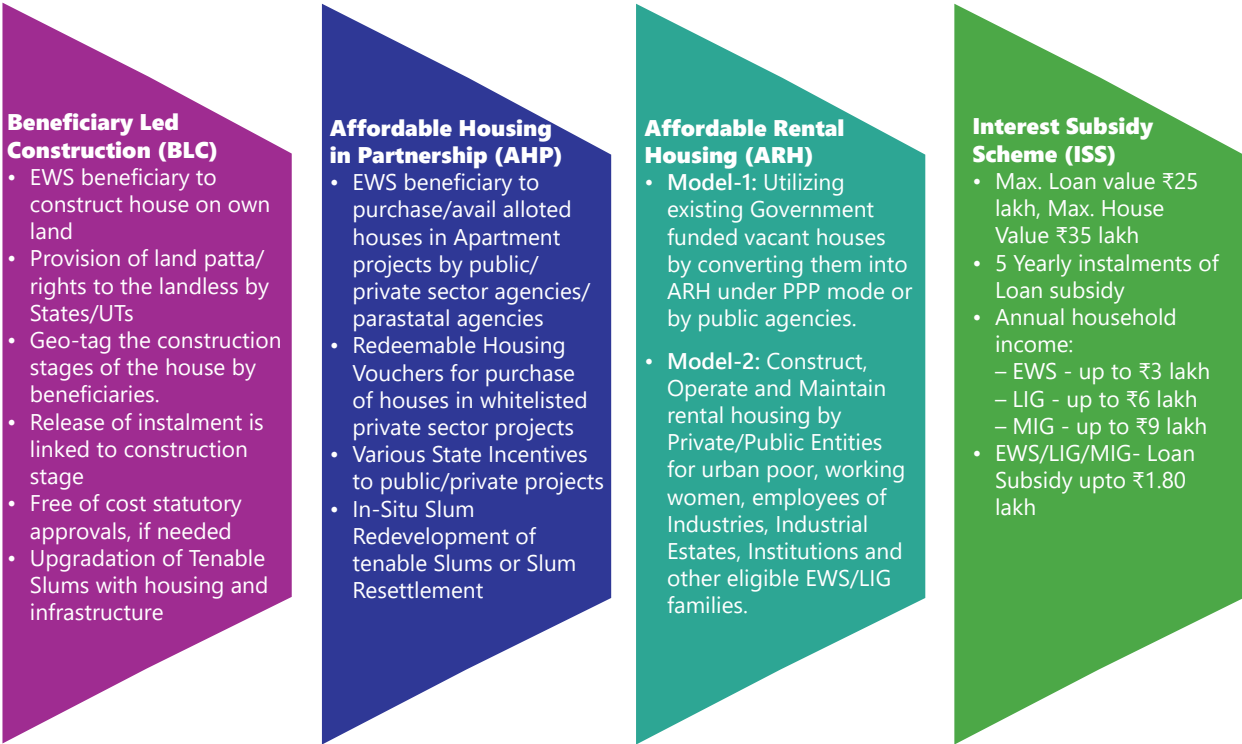 Beneficiary Led
Construction (BLC)
• EWS beneficiary to
construct house on own
land
• Provision of land patta/
rights to the landless by
States/UTs
• Geo-tag the construction
stages of the house by
beneficiaries.
• Release of instalment is
linked to construction
stage
• Free of cost statutory
approvals, if needed
• Upgradation of Tenable
Slums with housing and
infrastructure
Affordable Housing
in Partnership (AHP)
• EWS beneficiary to
purchase/avail alloted
houses in Apartment
projects by public/
private sector agencies/
parastatal agencies
• Redeemable Housing
Vouchers for purchase
of houses in whitelisted
private sector projects
• Various State Incentives
to public/private projects
• In-Situ Slum
Redevelopment of
tenable Slums or Slum
Resettlement
Affordable Rental
Housing (ARH)
• Model-1: Utilizing
existing Government
funded vacant houses
by converting them into
ARH under PPP mode or
by public agencies.
• Model-2: Construct,
Operate and Maintain
rental housing by
Private/Public Entities
for urban poor, working
women, employees of
Industries, Industrial
Estates, Institutions and
other eligible EWS/LIG
families.
Interest Subsidy
Scheme (ISS)
• Max. Loan value ₹25
lakh, Max. House
Value ₹35 lakh
• 5 Yearly instalments of
Loan subsidy
• Annual household
income:
– EWS - up to ₹3 lakh
– LIG - up to ₹6 lakh
– MIG - up to ₹9 lakh
• EWS/LIG/MIG- Loan
Subsidy upto ₹1.80
lakh